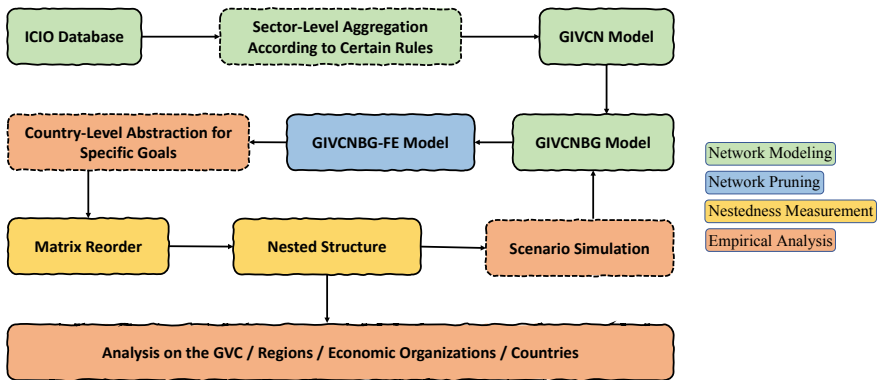 ICIO Database
Sector-Level Aggregation
According to Certain Rules
GIVCN Model
Country-Level Abstraction for
Specific Goals
GIVCNBG-FE Model
GIVCNBG Model
Matrix Reorder
Nested Structure
Scenario Simulation
Analysis on the GVC / Regions / Economic Organizations / Countries
Network Modeling
Network Pruning
Nestedness Measurement
Empirical Analysis